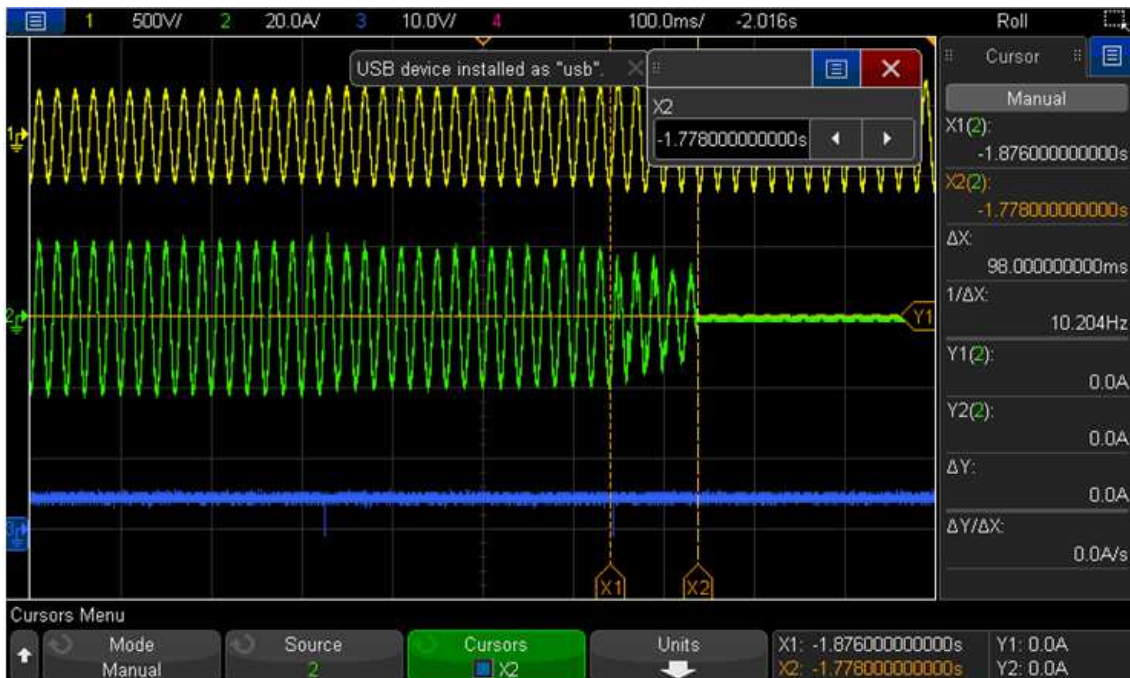 1 500V/ 2 20.0A/ 3 10.0V/ 4 100.0ms/ -2.016s Roll
USB device installed as "usb".
X2
-1.778000000000s
1
2
3
Y1
X1 X2
Cursor
Manual
X1(2):
-1.876000000000s
X2(2):
-1.778000000000s
ΔX:
98.000000000ms
1/ΔX:
10.204Hz
Y1(2):
0.0A
Y2(2):
0.0A
ΔY:
0.0A
ΔY/ΔX:
0.0A/s
Cursors Menu
Mode
Manual
Source
2
Cursors
X2
Units
X1: -1.876000000000s Y1: 0.0A
X2: -1.778000000000s Y2: 0.0A